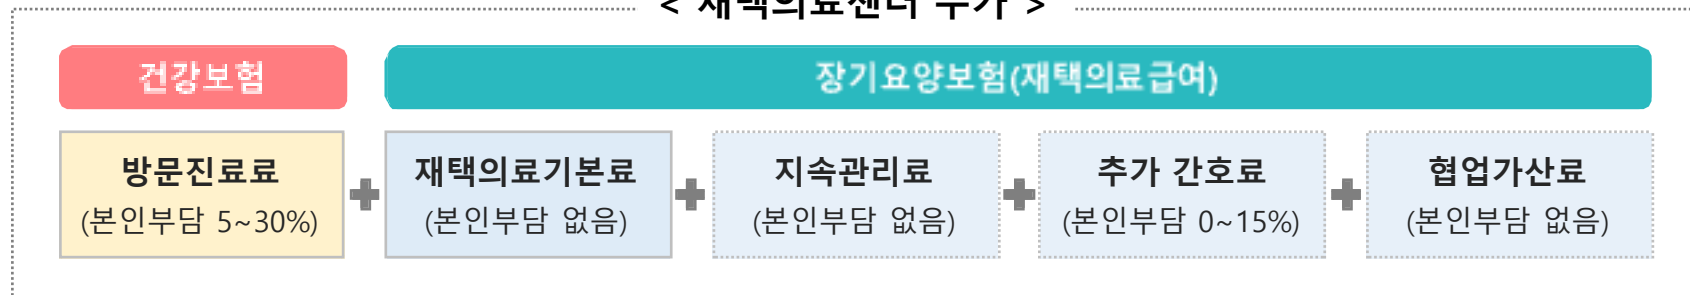 < 재택의료센터 수가 >
건강보험
장기요양보험(재택의료급여)
방문진료료
(본인부담 5~30%)
재택의료기본료
(본인부담 없음)
지속관리료
(본인부담 없음)
추가 간호료
(본인부담 0~15%)
협업가산료
(본인부담 없음)